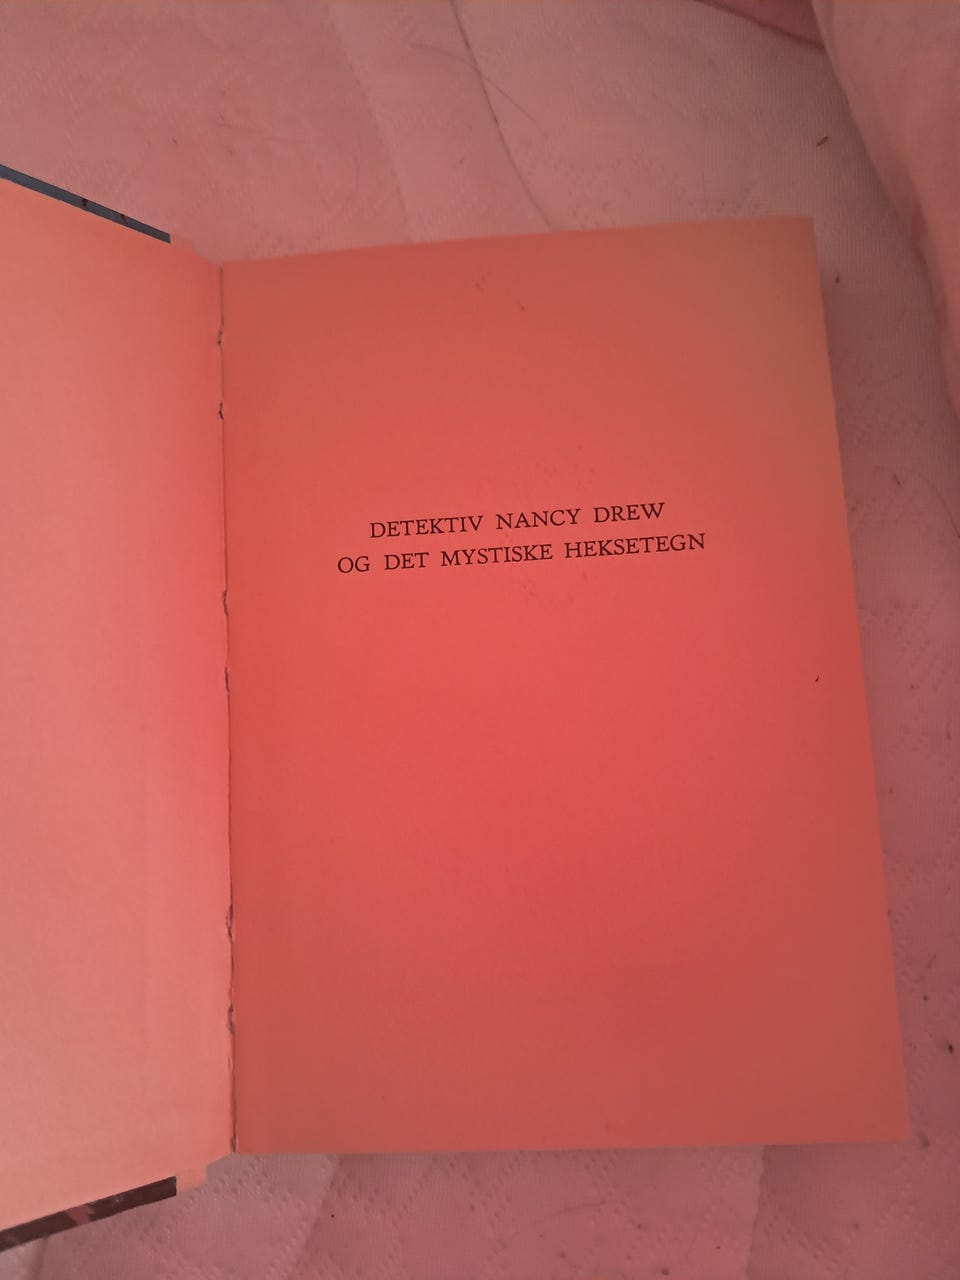 DETEKTIV NANCY DREW
OG DET MYSTISKE HEKSETEGN